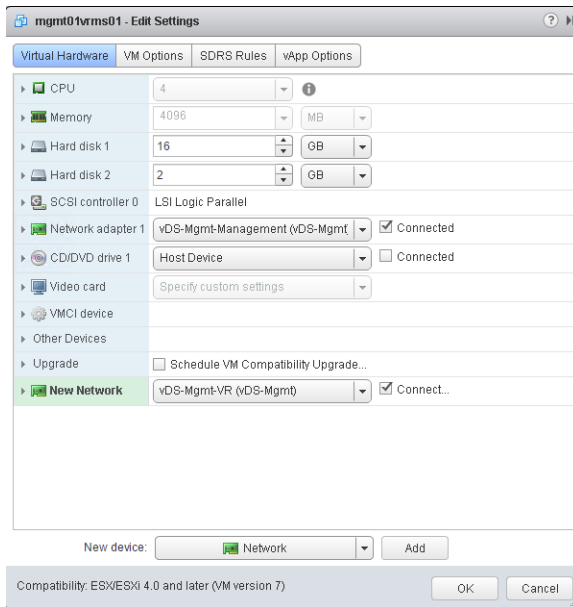 mgmt01vrms01 - Edit Settings
Virtual Hardware VM Options SDRS Rules vApp Options
CPU 4
Memory 4096 MB
Hard disk 1 16 GB
Hard disk 2 2 GB
SCSI controller 0 LSI Logic Parallel
Network adapter 1 vDS-Mgmt-Management (vDS-Mgmt) Connected
CD/DVD drive 1 Host Device Connected
Video card Specify custom settings
VMCI device
Other Devices
Upgrade Schedule VM Compatibility Upgrade...
New Network vDS-Mgmt-VR (vDS-Mgmt) Connect...
New device: Network Add
Compatibility: ESX/ESXi 4.0 and later (VM version 7) OK Cancel